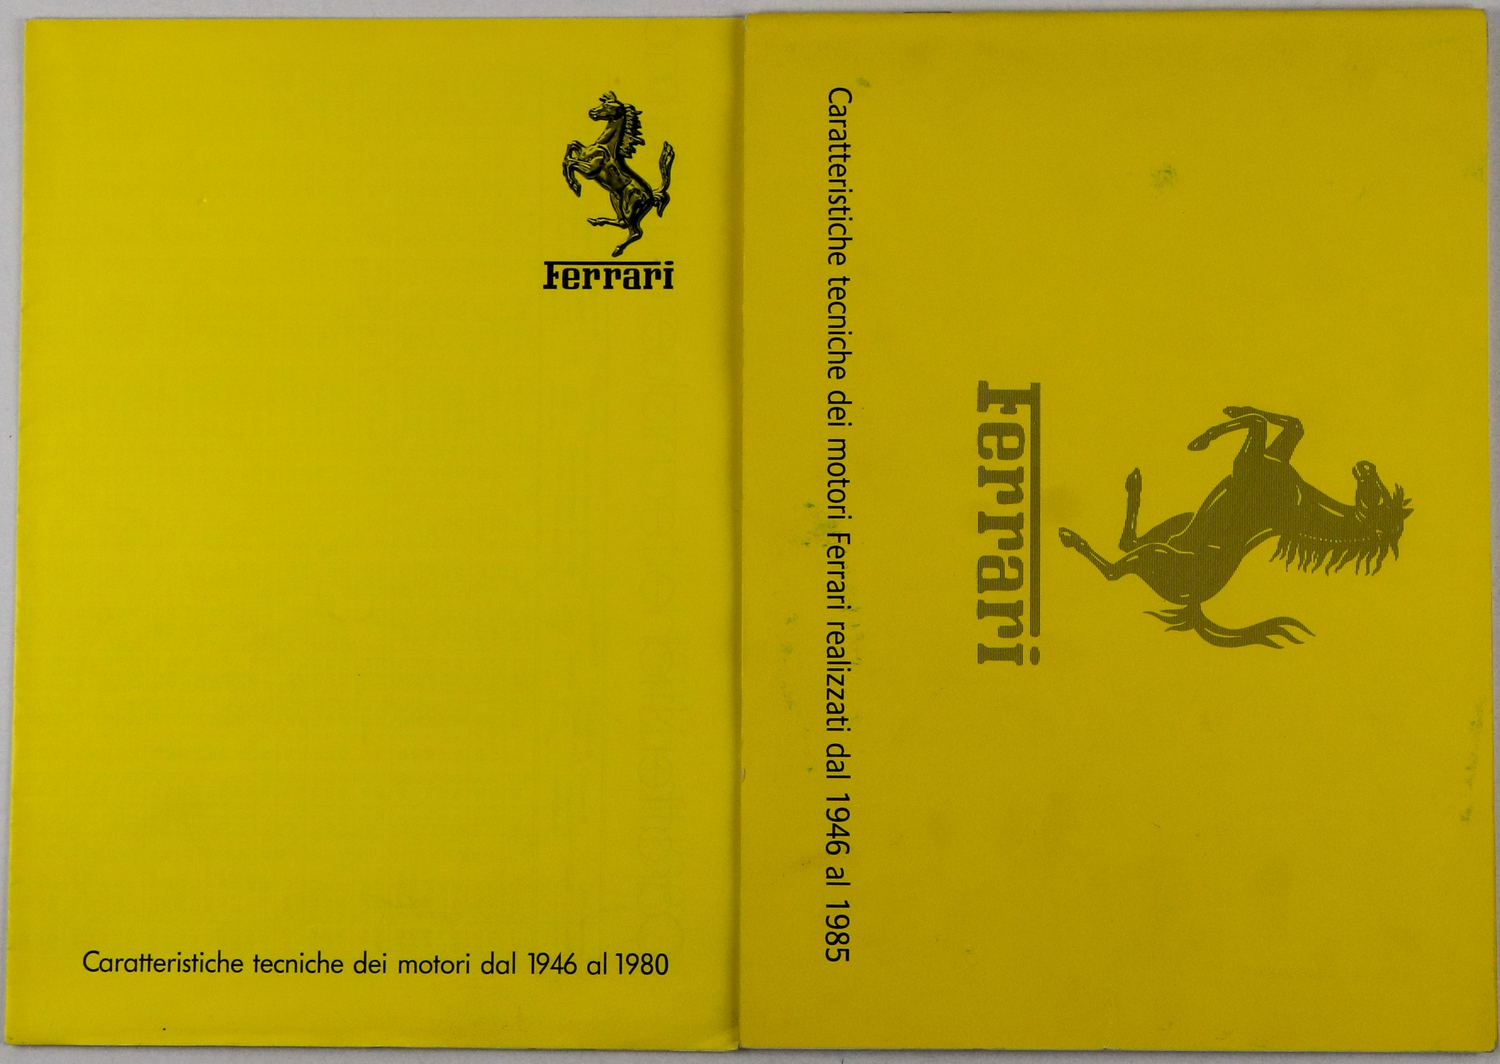 Ferrari
Caratteristiche tecniche dei motori dal 1946 al 1980
Ferrari
Caratteristiche tecniche dei motori Ferrari realizzati dal 1946 al 1985